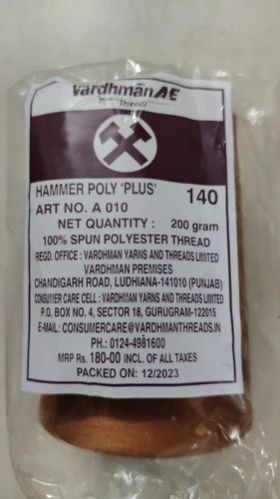 vardhmān AE
Threads
HAMMER POLY 'PLUS' 140
ART NO. A 010
NET QUANTITY : 200 gram
100% SPUN POLYESTER THREAD
REGD. OFFICE : VARDHMAN YARNS AND THREADS LIMITED
VARDHMAN PREMISES
CHANDIGARH ROAD, LUDHIANA-141010 (PUNJAB)
CONSUMER CARE CELL : VARDHMAN YARNS AND THREADS LIMITED
P.O. BOX NO. 4, SECTOR 18, GURUGRAM-122015
E-MAIL: CONSUMERCARE@VARDHMANTHREADS.IN
PH.: 0124-4981600
MRP Rs. 180-00 INCL. OF ALL TAXES
PACKED ON: 12/2023